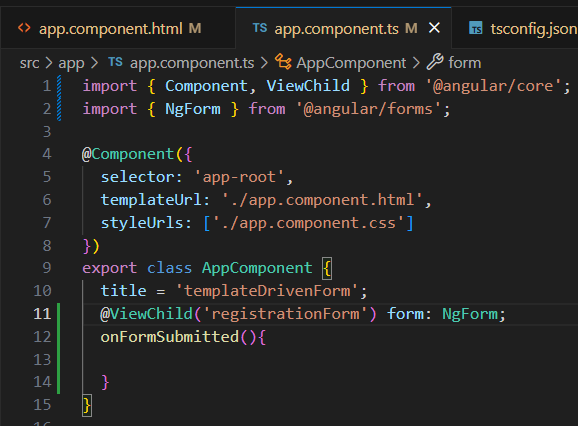 app.component.html M
TS app.component.ts M
TS tsconfig.json
src > app > TS app.component.ts > AppComponent > form
1 import { Component, ViewChild } from '@angular/core';
2 import { NgForm } from '@angular/forms';
3
4 @Component({
5 selector: 'app-root',
6 templateUrl: './app.component.html',
7 styleUrls: ['./app.component.css']
8 })
9 export class AppComponent {
10 title = 'templateDrivenForm';
11 @ViewChild('registrationForm') form: NgForm;
12 onFormSubmitted(){
13
14 }
15 }
16